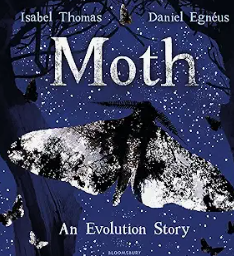 Isabel Thomas Daniel Egnéus
Moth
An Evolution Story
BLOOMSBURY